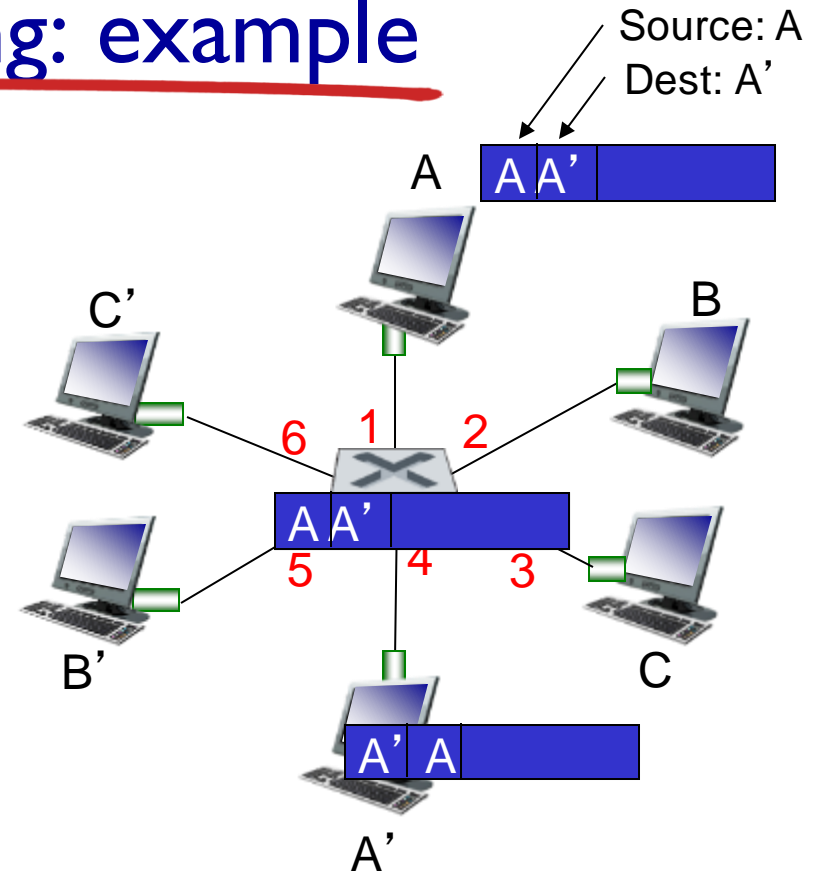 g: example
Source: A
Dest: A’
A
A A’
C’
B
6
1
2
A A’
5
4
3
B’
C
A’ A
A’